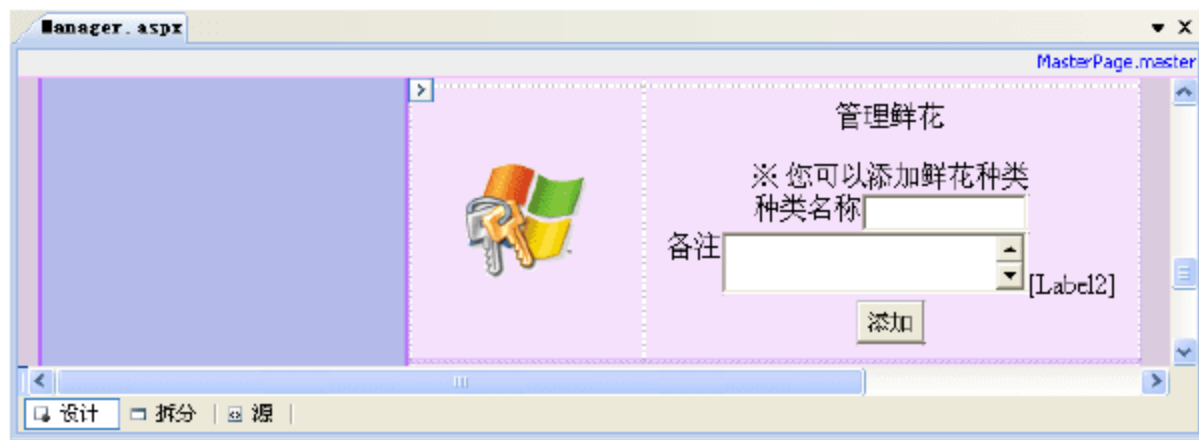 Manager.aspx
MasterPage.master
管理鲜花
※ 您可以添加鲜花种类
种类名称
备注
[Label2]
添加
设计 拆分 源